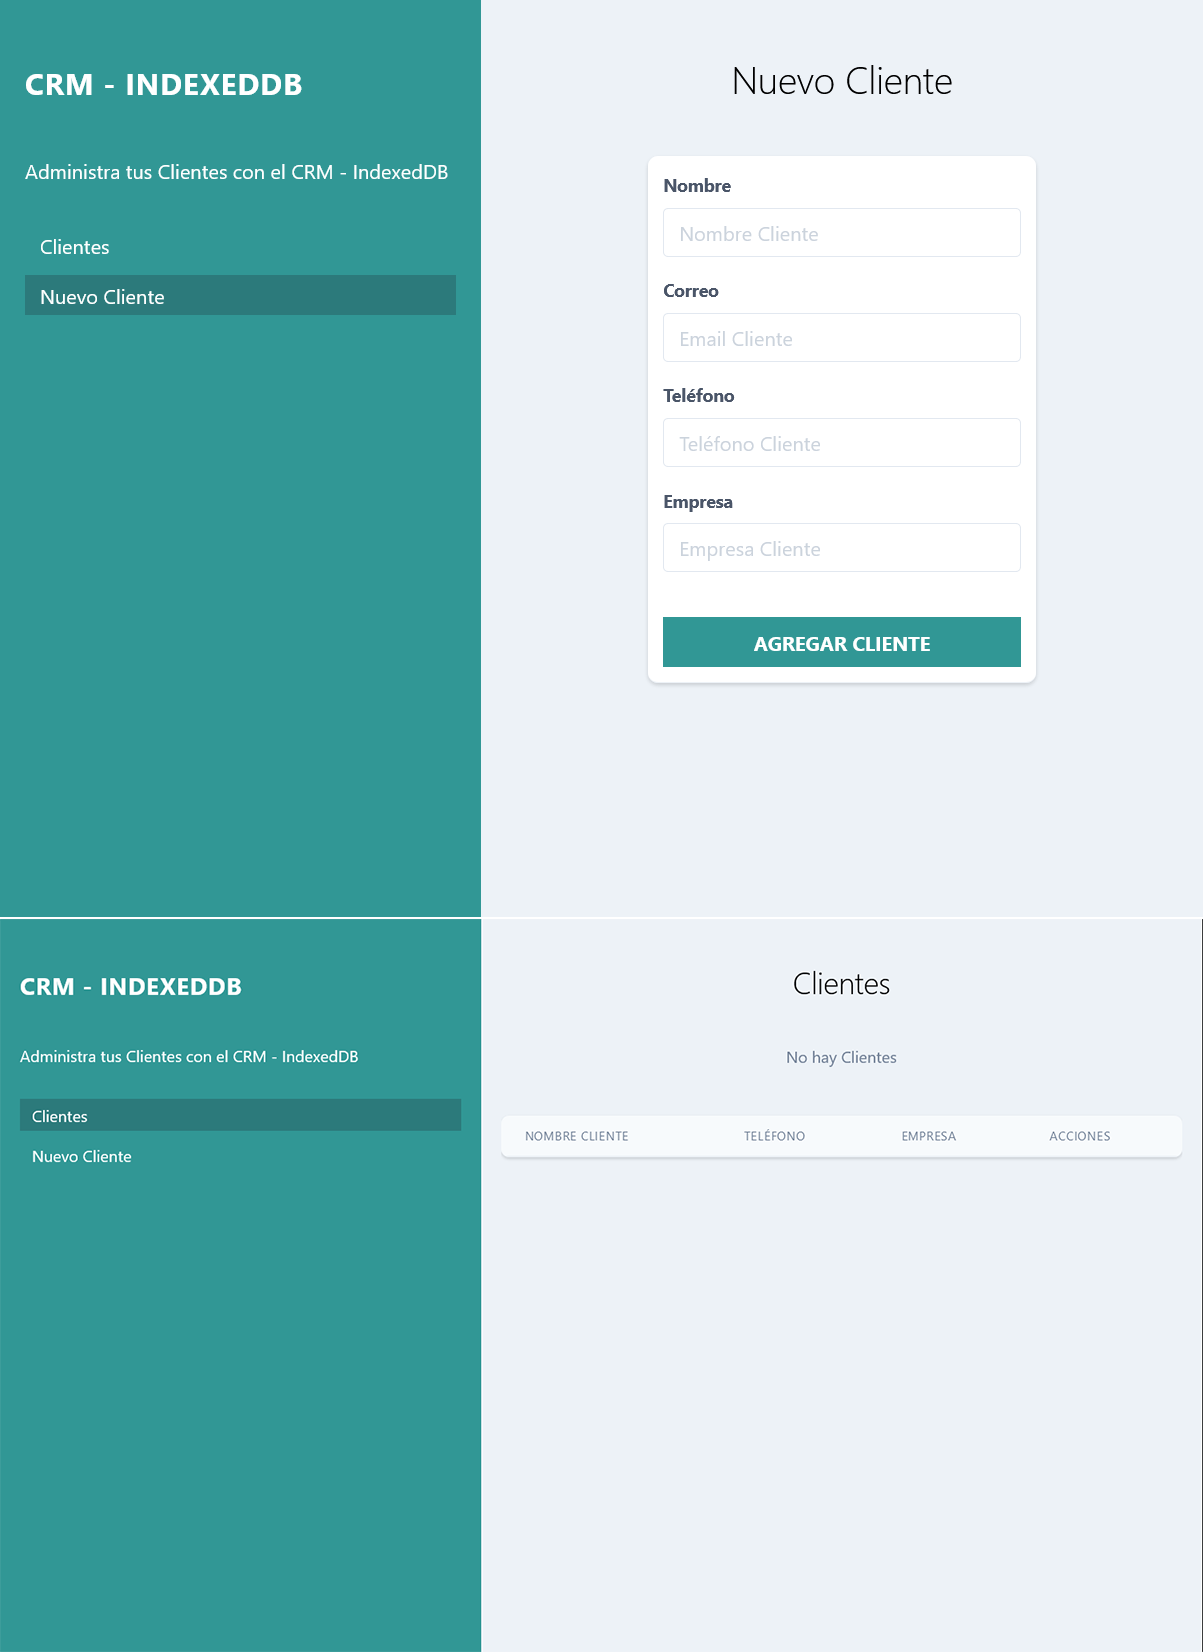 CRM - INDEXEDDB
Administra tus Clientes con el CRM - IndexedDB
Clientes
Nuevo Cliente
Nuevo Cliente
Nombre
Nombre Cliente
Correo
Email Cliente
Teléfono
Teléfono Cliente
Empresa
Empresa Cliente
AGREGAR CLIENTE
CRM - INDEXEDDB
Administra tus Clientes con el CRM - IndexedDB
Clientes
Nuevo Cliente
Clientes
No hay Clientes
NOMBRE CLIENTE TELÉFONO EMPRESA ACCIONES